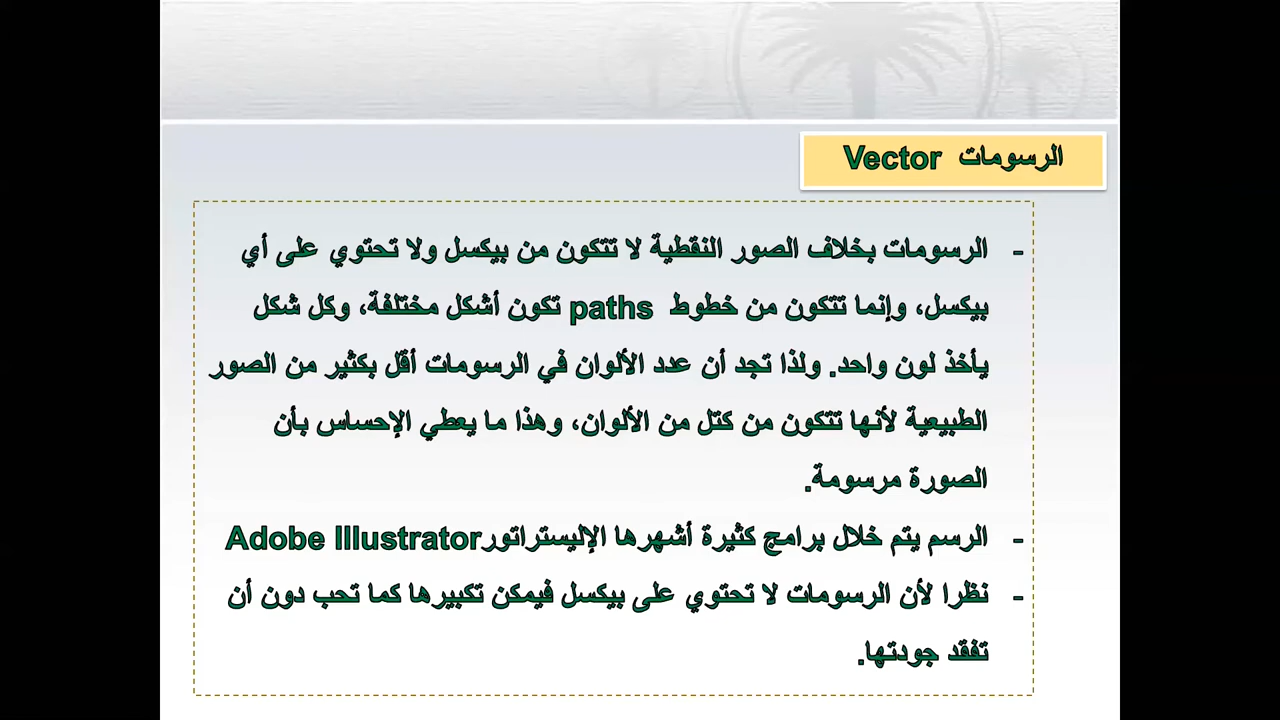 الرسومات Vector
- الرسومات بخلاف الصور النقطية لا تتكون من بيكسل ولا تحتوي على أي
بيكسل، وإنما تتكون من خطوط paths تكون أشكل مختلفة، وكل شكل
يأخذ لون واحد. ولذا تجد أن عدد الألوان في الرسومات أقل بكثير من الصور
الطبيعية لأنها تتكون من كتل من الألوان، وهذا ما يعطي الإحساس بأن
الصورة مرسومة.
- الرسم يتم خلال برامج كثيرة أشهرها الإليستراتورAdobe Illustrator
- نظرا لأن الرسومات لا تحتوي على بيكسل فيمكن تكبيرها كما تحب دون أن
تفقد جودتها.